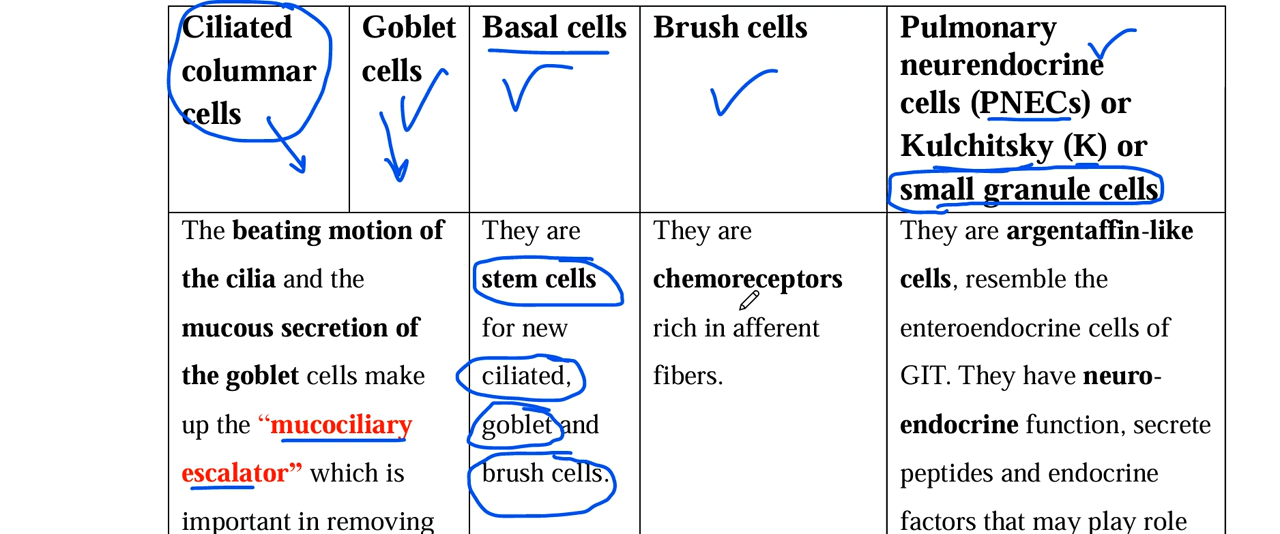 Ciliated
columnar
cells
Goblet
cells
Basal cells
Brush cells
Pulmonary
neurendocrine
cells (PNECs) or
Kulchitsky (K) or
small granule cells
The beating motion of
the cilia and the
mucous secretion of
the goblet cells make
up the “mucociliary
escalator” which is
important in removing
They are
stem cells
for new
ciliated,
goblet and
brush cells.
They are
chemoreceptors
rich in afferent
fibers.
They are argentaffin-like
cells, resemble the
enteroendocrine cells of
GIT. They have neuro-
endocrine function, secrete
peptides and endocrine
factors that may play role